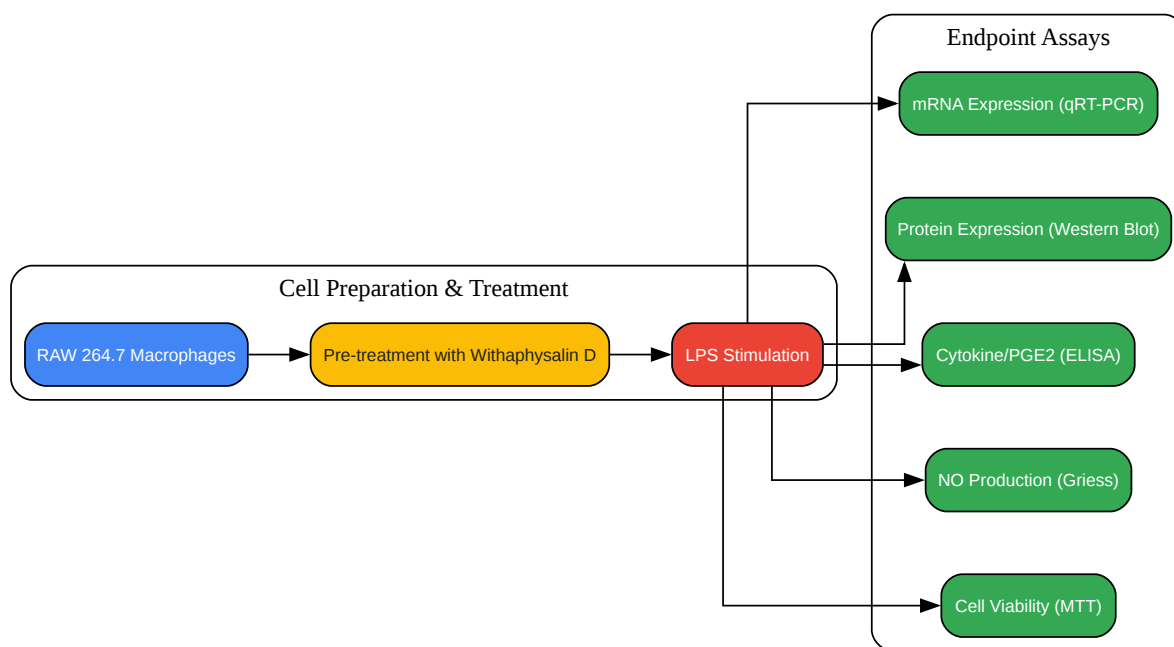 Endpoint Assays
mRNA Expression (qRT-PCR)
Protein Expression (Western Blot)
Cell Preparation & Treatment
RAW 264.7 Macrophages
Pre-treatment with Withaphysalin D
LPS Stimulation
Cytokine/PGE2 (ELISA)
NO Production (Griess)
Cell Viability (MTT)